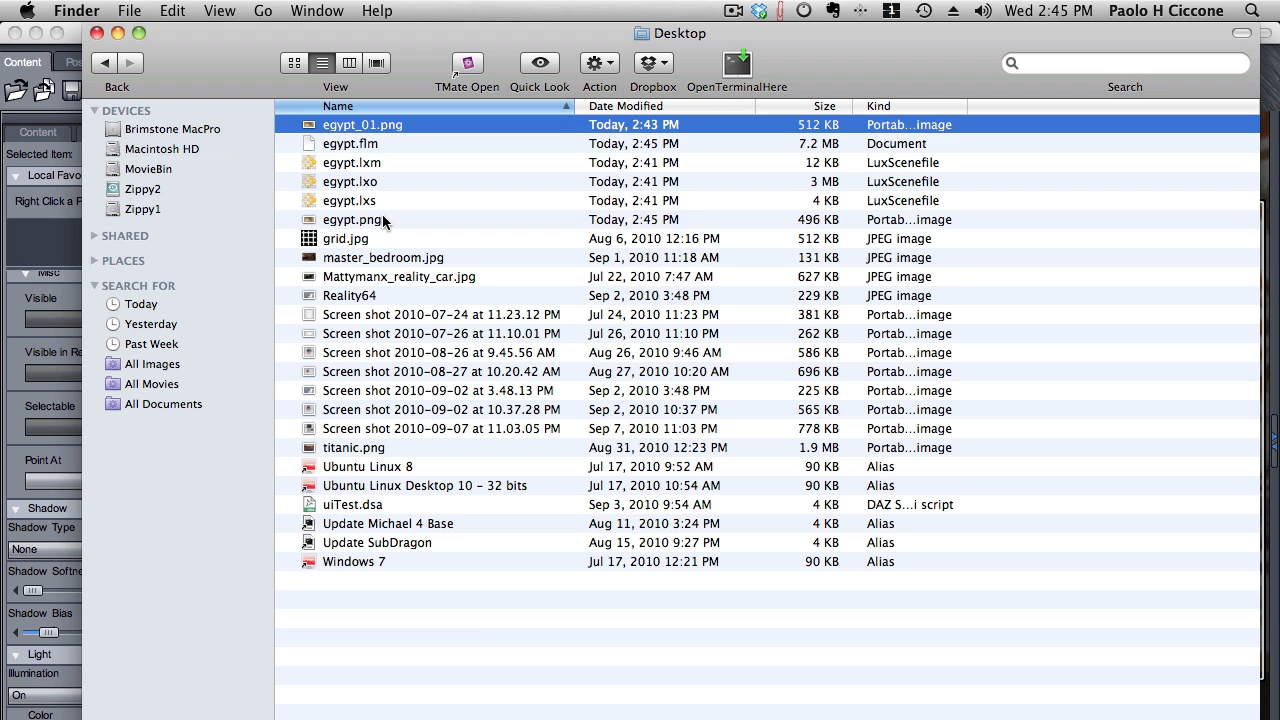 Finder File Edit View Go Window Help 1 Wed 2:45 PM Paolo H Ciccone
Desktop
Back View TMate Open Quick Look Action Dropbox OpenTerminalHere Search
Name Date Modified Size Kind
egypt_01.png Today, 2:43 PM 512 KB Portab...image
egypt.flm Today, 2:45 PM 7.2 MB Document
egypt.lxm Today, 2:41 PM 12 KB LuxScenefile
egypt.lxo Today, 2:41 PM 3 MB LuxScenefile
egypt.lxs Today, 2:41 PM 4 KB LuxScenefile
egypt.png Today, 2:45 PM 496 KB Portab...image
grid.jpg Aug 6, 2010 12:16 PM 512 KB JPEG image
master_bedroom.jpg Sep 1, 2010 11:18 AM 131 KB JPEG image
Mattymanx_reality_car.jpg Jul 22, 2010 7:47 AM 627 KB JPEG image
Reality64 Sep 2, 2010 3:48 PM 229 KB JPEG image
Screen shot 2010-07-24 at 11.23.12 PM Jul 24, 2010 11:23 PM 381 KB Portab...image
Screen shot 2010-07-26 at 11.10.01 PM Jul 26, 2010 11:10 PM 262 KB Portab...image
Screen shot 2010-08-26 at 9.45.56 AM Aug 26, 2010 9:46 AM 586 KB Portab...image
Screen shot 2010-08-27 at 10.20.42 AM Aug 27, 2010 10:20 AM 696 KB Portab...image
Screen shot 2010-09-02 at 3.48.13 PM Sep 2, 2010 3:48 PM 225 KB Portab...image
Screen shot 2010-09-02 at 10.37.28 PM Sep 2, 2010 10:37 PM 565 KB Portab...image
Screen shot 2010-09-07 at 11.03.05 PM Sep 7, 2010 11:03 PM 778 KB Portab...image
titanic.png Aug 31, 2010 12:23 PM 1.9 MB Portab...image
Ubuntu Linux 8 Jul 17, 2010 9:52 AM 90 KB Alias
Ubuntu Linux Desktop 10 - 32 bits Jul 17, 2010 10:54 AM 90 KB Alias
uiTest.dsa Sep 3, 2010 9:54 AM 4 KB DAZ S...i script
Update Michael 4 Base Aug 11, 2010 3:24 PM 4 KB Alias
Update SubDragon Aug 15, 2010 9:27 PM 4 KB Alias
Windows 7 Jul 17, 2010 12:21 PM 90 KB Alias
DEVICES
Brimstone MacPro
Macintosh HD
MovieBin
Zippy2
Zippy1
SHARED
PLACES
SEARCH FOR
Today
Yesterday
Past Week
All Images
All Movies
All Documents
Content Pos
Content
Selected Item:
Local Favo
Right Click a P
Misc
Visible
Visible in Re
Selectable
Point At
Shadow
Shadow Type
None
Shadow Softne
Shadow Bias
Light
Illumination
On
Color